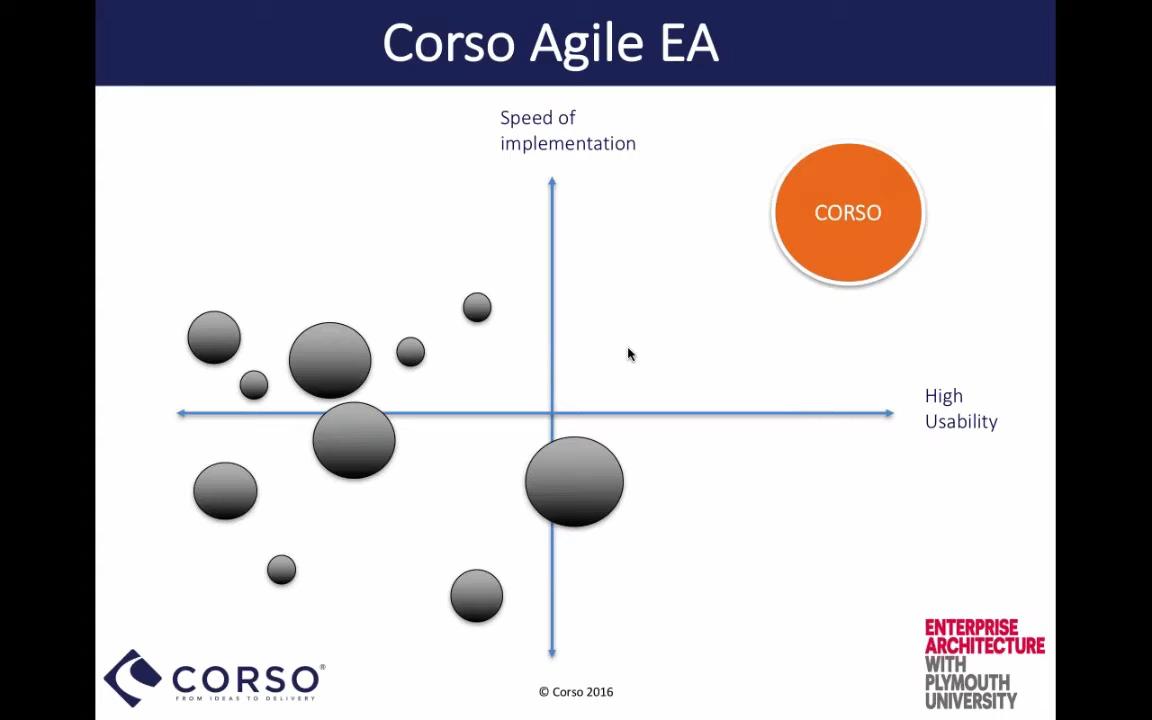 Corso Agile EA
Speed of
implementation
CORSO
High
Usability
CORSO®
FROM IDEAS TO DELIVERY
© Corso 2016
ENTERPRISE
ARCHITECTURE
WITH
PLYMOUTH
UNIVERSITY